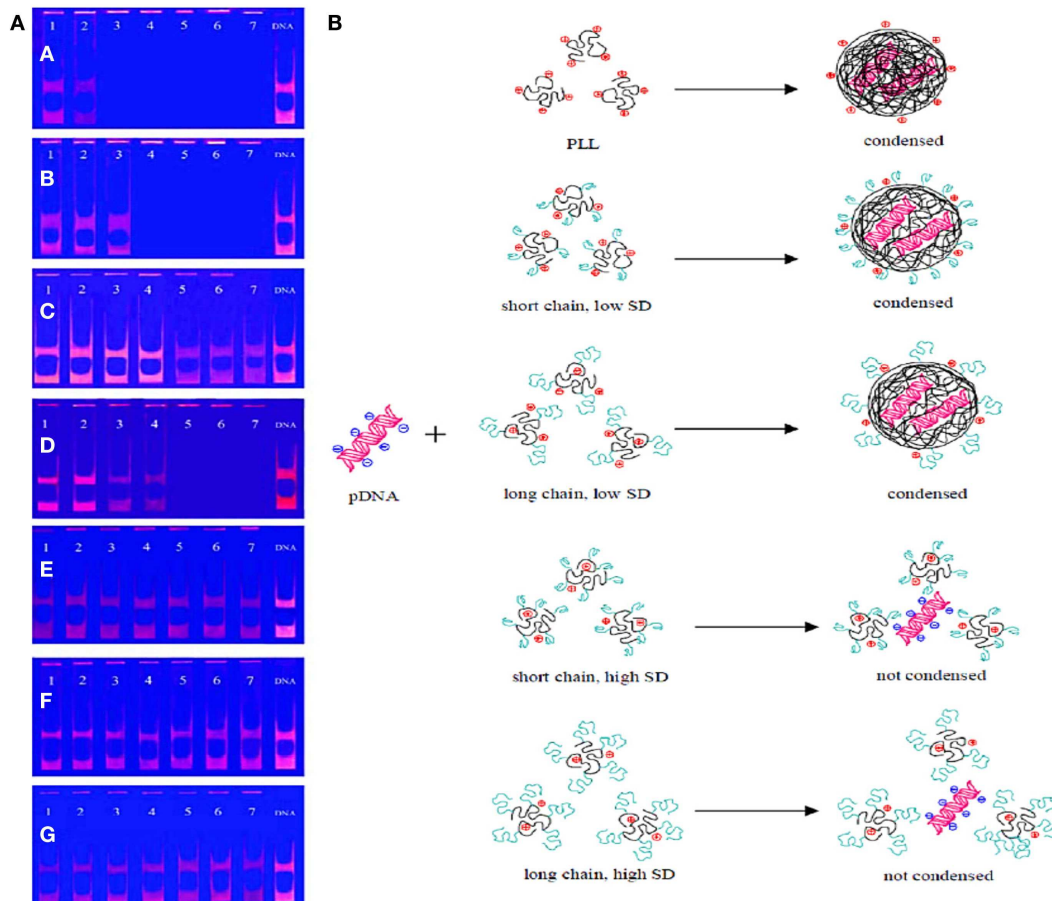 A
B
1 2 3 4 5 6 7 DNA
A
1 2 3 4 5 6 7 DNA
B
1 2 3 4 5 6 7 DNA
C
1 2 3 4 5 6 7 DNA
D
1 2 3 4 5 6 7 DNA
E
1 2 3 4 5 6 7 DNA
F
1 2 3 4 5 6 7 DNA
G
pDNA
+
PLL
condensed
short chain, low SD
condensed
long chain, low SD
condensed
short chain, high SD
not condensed
long chain, high SD
not condensed